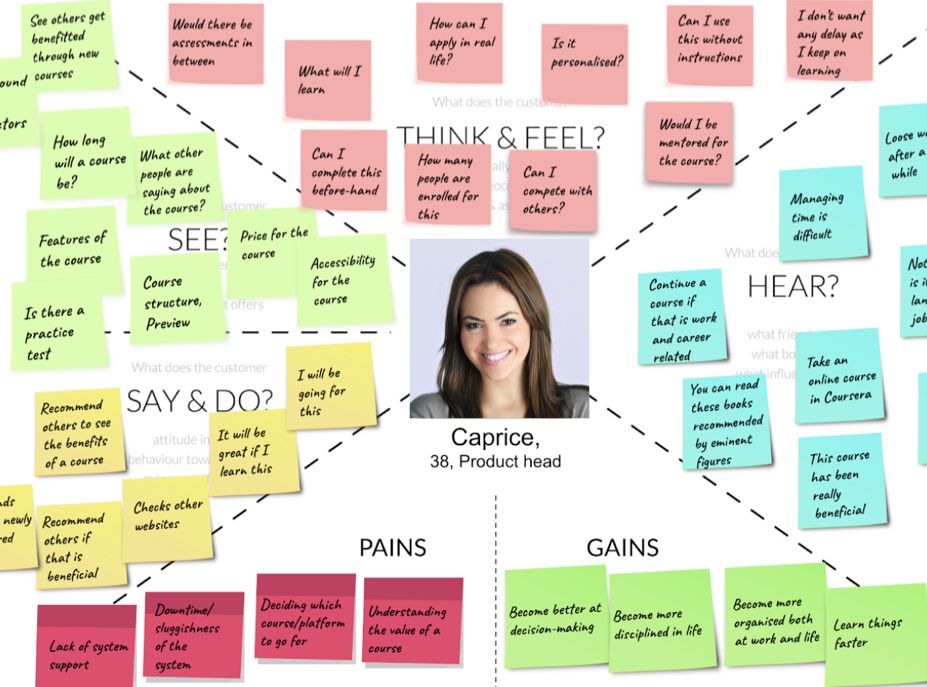 See others get
benefitted
through new
courses
ound
tors
How long
will a course
be?
What other
people are
saying about
the course?
Features of
the course
Is there a
practice
test
Course
structure,
Preview
Price for the
course
Accessibility
for the
course
SEE?
ustomer
t offers
Would there be
assessments in
between
What will I
learn
How can I
apply in real
life?
Is it
personalised?
Can I use
this without
instructions
I don't want
any delay as
I keep on
learning
What does the custom
THINK & FEEL?
Can I
complete this
before-hand
How many
people are
enrolled for
this
Can I
compete with
others?
Would I be
mentored for
the course?
Loose w
after a
while
Managing
time is
difficult
What doe
HEAR?
what frien
what bo
what influe
Continue a
course if
that is work
and career
related
Not
is i
lan
job
Take an
online course
in Coursera
You can read
these books
recommended
by eminent
figures
This course
has been
really
beneficial
What does the customer
SAY & DO?
attitude in
behaviour tow
I will be
going for
this
Recommend
others to see
the benefits
of a course
It will be
great if I
learn this
Checks other
websites
nds
newly
red
Recommend
others if
that is
beneficial
Caprice,
38, Product head
PAINS
Lack of system
support
Downtime/
sluggishness
of the
system
Deciding which
course/platform
to go for
Understanding
the value of a
course
GAINS
Become better at
decision-making
Become more
disciplined in life
Become more
organised both
at work and life
Learn things
faster